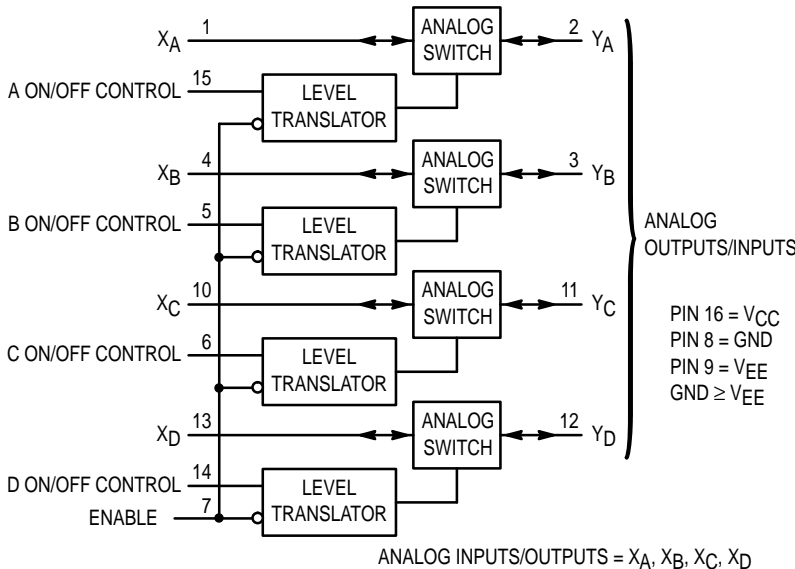 1 ANALOG SWITCH 2
XA YA
A ON/OFF CONTROL 15 LEVEL TRANSLATOR
4 ANALOG SWITCH 3
XB YB
B ON/OFF CONTROL 5 LEVEL TRANSLATOR
ANALOG OUTPUTS/INPUTS
10 ANALOG SWITCH 11
XC YC
C ON/OFF CONTROL 6 LEVEL TRANSLATOR
PIN 16 = VCC
PIN 8 = GND
PIN 9 = VEE
GND ≥ VEE
13 ANALOG SWITCH 12
XD YD
D ON/OFF CONTROL 14 LEVEL TRANSLATOR
ENABLE 7
ANALOG INPUTS/OUTPUTS = XA, XB, XC, XD